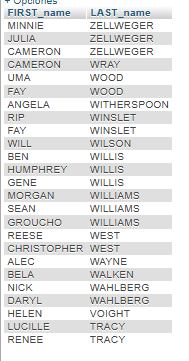 + Opciones
FIRST_name LAST_name
MINNIE ZELLWEGER
JULIA ZELLWEGER
CAMERON ZELLWEGER
CAMERON WRAY
UMA WOOD
FAY WOOD
ANGELA WITHERSPOON
RIP WINSLET
FAY WINSLET
WILL WILSON
BEN WILLIS
HUMPHREY WILLIS
GENE WILLIS
MORGAN WILLIAMS
SEAN WILLIAMS
GROUCHO WILLIAMS
REESE WEST
CHRISTOPHER WEST
ALEC WAYNE
BELA WALKEN
NICK WAHLBERG
DARYL WAHLBERG
HELEN VOIGHT
LUCILLE TRACY
RENEE TRACY